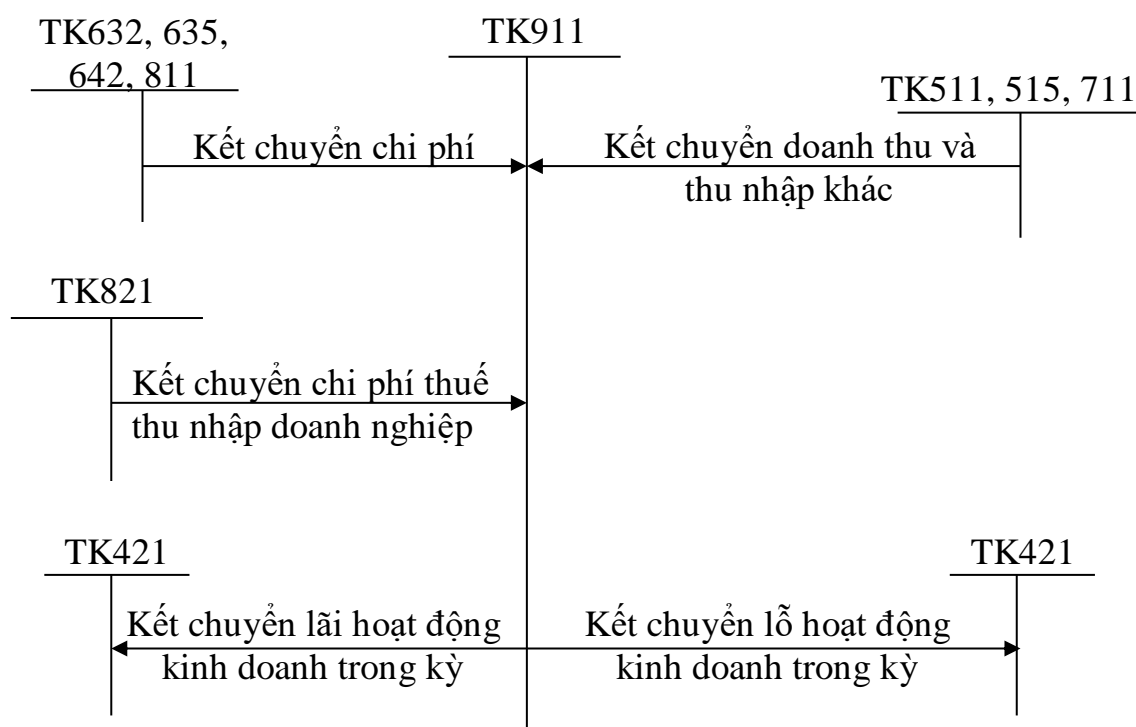 TK632, 635,
642, 811
TK911
TK511, 515, 711
Kết chuyển chi phí
Kết chuyển doanh thu và
thu nhập khác
TK821
Kết chuyển chi phí thuế
thu nhập doanh nghiệp
TK421
TK421
Kết chuyển lãi hoạt động
kinh doanh trong kỳ
Kết chuyển lỗ hoạt động
kinh doanh trong kỳ